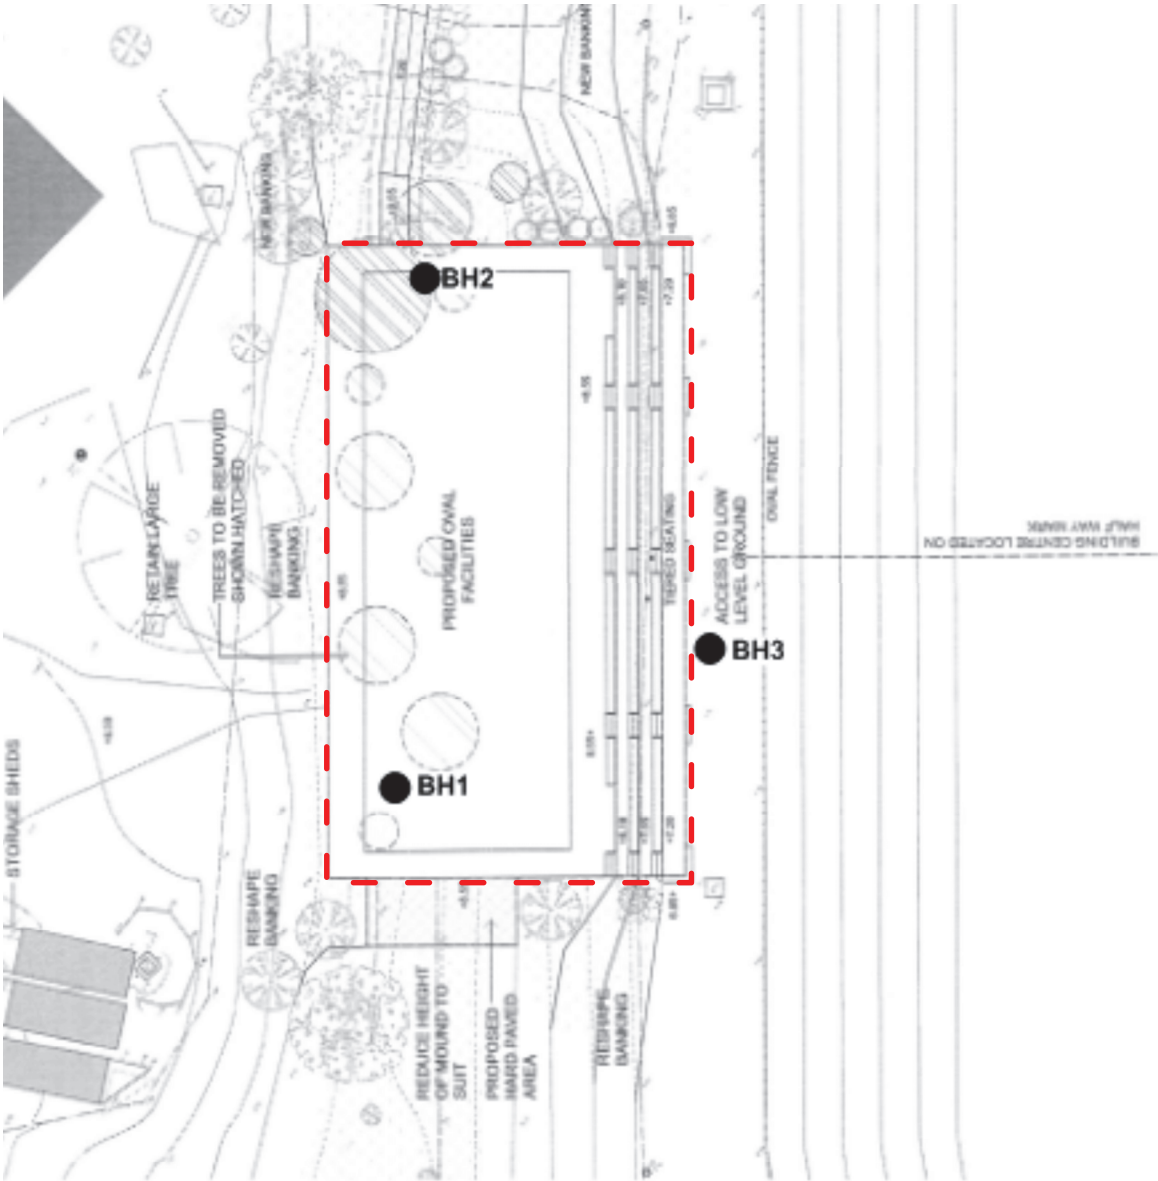 NEW BANKING
NEW BANKING
BH2
RETAIN LARGE
TREE
TREES TO BE REMOVED
SHOWN HATCHED
RESHAPE
BANKING
PROPOSED OVAL
FACILITIES
TIERED SEATING
ACCESS TO LOW
LEVEL GROUND
OVAL FENCE
BUILDING CENTRE LOCATED ON
HALF WAY MARK
BH3
BH1
STORAGE SHEDS
RESHAPE
BANKING
REDUCE HEIGHT
OF MOUND TO
SUIT
PROPOSED
HARD PAVED
AREA
RESHAPE
BANKING